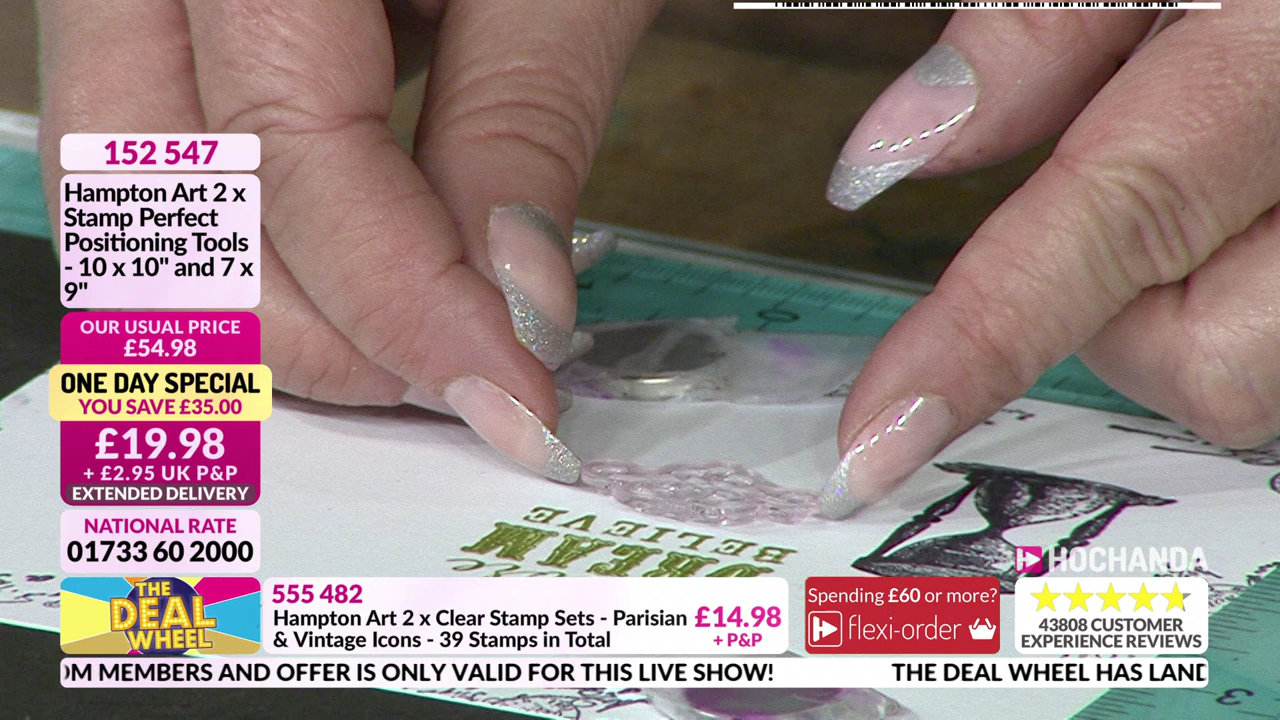 152 547
Hampton Art 2 x
Stamp Perfect
Positioning Tools
- 10 x 10" and 7 x
9"
OUR USUAL PRICE
£54.98
ONE DAY SPECIAL
YOU SAVE £35.00
£19.98
+ £2.95 UK P&P
EXTENDED DELIVERY
NATIONAL RATE
01733 60 2000
BELIEVE
DREAM
BELIEVE
HOCHANDA
THE
DEAL
WHEEL
555 482
Hampton Art 2 x Clear Stamp Sets - Parisian
& Vintage Icons - 39 Stamps in Total
£14.98
+ P&P
Spending £60 or more?
flexi-order
43808 CUSTOMER
EXPERIENCE REVIEWS
OM MEMBERS AND OFFER IS ONLY VALID FOR THIS LIVE SHOW!
THE DEAL WHEEL HAS LAND